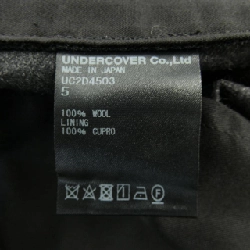 UNDERCOVER Co.,Ltd
MADE IN JAPAN
UC2D4503
5
100% WOOL
LINING
100% CUPRO